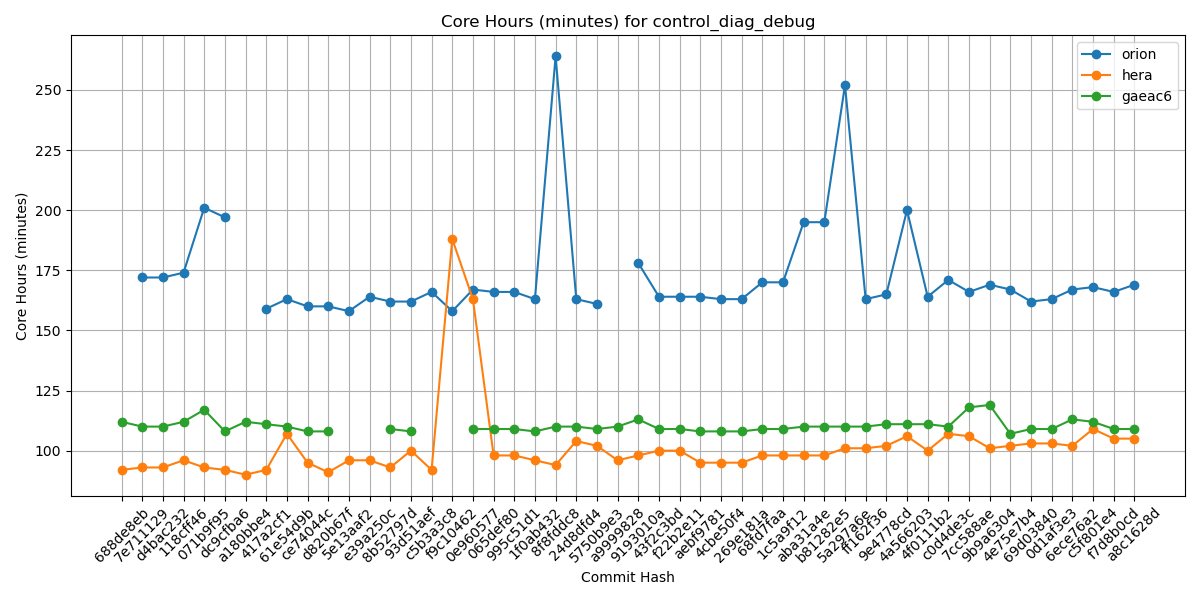 Core Hours (minutes) for control_diag_debug
orion
hera
gaeac6
Core Hours (minutes)
250
225
200
175
150
125
100
688de8eb
7e711129
d4bac232
118cff46
071b9f95
dc9cfba6
a180bbe4
417a2cf1
61e54d9b
ce74044c
d820b67f
5e13aaf2
e39a250c
8b52797d
93d51aef
c5b3a3c8
f9c10462
0e960577
065def80
995c51d1
1f0ab432
24d8dfd4
5750b9e3
a9999828
9193010a
43f253bd
f22b2e11
aebf9781
4cbe50f4
269e181a
68fd7faa
1c5a9f12
aba31a4e
b81282e5
5a297a6e
ff162f36
9e4778cd
4a566203
c0d4de3c
7cc588ae
9b9a6304
4e75e7b4
69d03840
0d1af3e3
6ece76a2
c5f801e4
f7d8b0cd
a8c1628d
Commit Hash